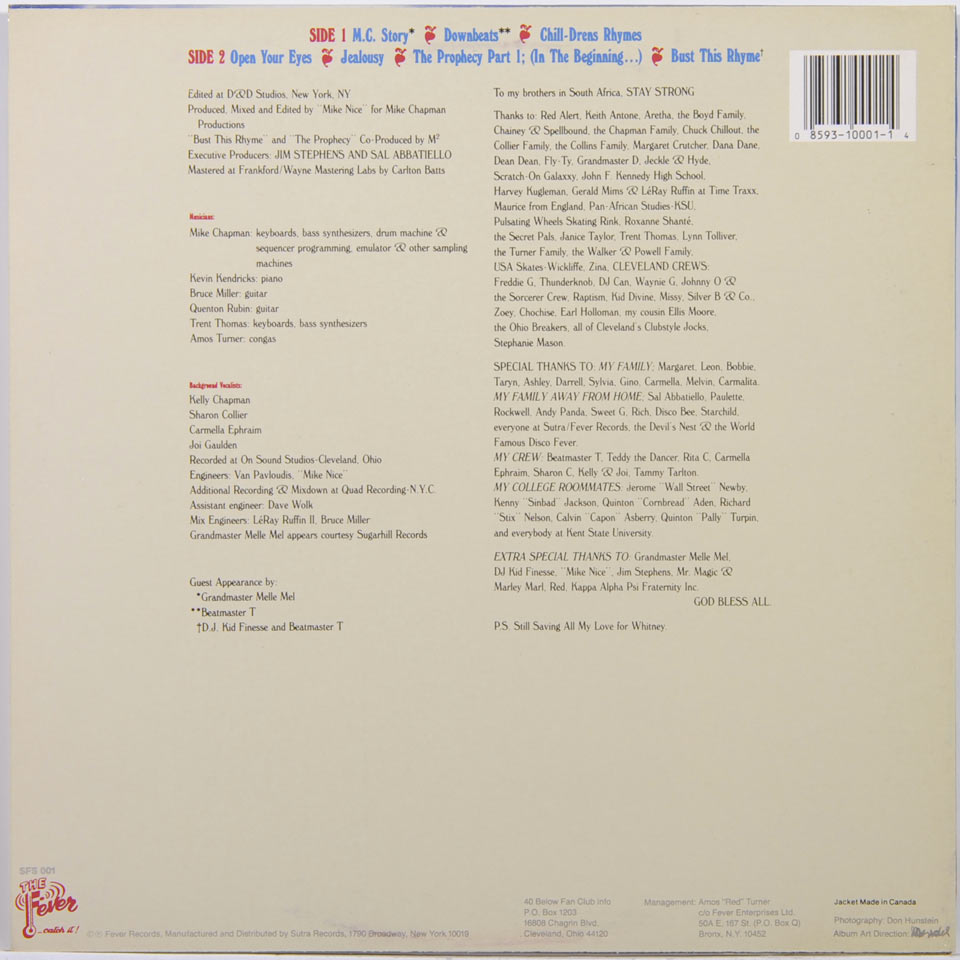 SIDE 1 M.C. Story* Downbeats** Chill-Drens Rhymes
SIDE 2 Open Your Eyes Jealousy The Prophecy Part 1; (In The Beginning...) Bust This Rhyme†
0 8593-10001-1 4
Edited at D&D Studios, New York, NY
Produced, Mixed and Edited by "Mike Nice" for Mike Chapman
Productions
"Bust This Rhyme" and "The Prophecy" Co-Produced by M²
Executive Producers: JIM STEPHENS AND SAL ABBATIELLO
Mastered at Frankford/Wayne Mastering Labs by Carlton Batts
Musicians:
Mike Chapman: keyboards, bass synthesizers, drum machine &
sequencer programming, emulator & other sampling
machines
Kevin Kendricks: piano
Bruce Miller: guitar
Quenton Rubin: guitar
Trent Thomas: keyboards, bass synthesizers
Amos Turner: congas
Background Vocalists:
Kelly Chapman
Sharon Collier
Carmella Ephraim
Joi Gaulden
Recorded at On Sound Studios-Cleveland, Ohio
Engineers: Van Pavloudis, "Mike Nice"
Additional Recording & Mixdown at Quad Recording-N.Y.C.
Assistant engineer: Dave Wolk
Mix Engineers: LéRay Ruffin II, Bruce Miller
Grandmaster Melle Mel appears courtesy Sugarhill Records
Guest Appearance by:
*Grandmaster Melle Mel
**Beatmaster T
†D.J. Kid Finesse and Beatmaster T
To my brothers in South Africa, STAY STRONG
Thanks to: Red Alert, Keith Antone, Aretha, the Boyd Family,
Chainey & Spellbound, the Chapman Family, Chuck Chillout, the
Collier Family, the Collins Family, Margaret Crutcher, Dana Dane,
Dean Dean, Fly-Ty, Grandmaster D, Jeckle & Hyde,
Scratch-On Galaxxy, John F. Kennedy High School,
Harvey Kugleman, Gerald Mims & LéRay Ruffin at Time Traxx,
Maurice from England, Pan-African Studies-KSU,
Pulsating Wheels Skating Rink, Roxanne Shanté,
the Secret Pals, Janice Taylor, Trent Thomas, Lynn Tolliver,
the Turner Family, the Walker & Powell Family,
USA Skates-Wickliffe, Zina, CLEVELAND CREWS:
Freddie G, Thunderknob, DJ Can, Waynie G, Johnny O &
the Sorcerer Crew, Raptism, Kid Divine, Missy, Silver B & Co.,
Zoey, Chochise, Earl Holloman, my cousin Ellis Moore,
the Ohio Breakers, all of Cleveland's Clubstyle Jocks,
Stephanie Mason.
SPECIAL THANKS TO: MY FAMILY; Margaret, Leon, Bobbie,
Taryn, Ashley, Darrell, Sylvia, Gino, Carmella, Melvin, Carmalita.
MY FAMILY AWAY FROM HOME; Sal Abbatiello, Paulette,
Rockwell, Andy Panda, Sweet G, Rich, Disco Bee, Starchild,
everyone at Sutra/Fever Records, the Devil's Nest & the World
Famous Disco Fever.
MY CREW: Beatmaster T, Teddy the Dancer, Rita C, Carmella
Ephraim, Sharon C, Kelly & Joi, Tammy Tarlton.
MY COLLEGE ROOMMATES: Jerome "Wall Street" Newby,
Kenny "Sinbad" Jackson, Quinton "Cornbread" Aden, Richard
"Stix" Nelson, Calvin "Capon" Asberry, Quinton "Pally" Turpin,
and everybody at Kent State University.
EXTRA SPECIAL THANKS TO: Grandmaster Melle Mel,
DJ Kid Finesse, "Mike Nice", Jim Stephens, Mr. Magic &
Marley Marl, Red, Kappa Alpha Psi Fraternity Inc.
GOD BLESS ALL.
P.S. Still Saving All My Love for Whitney.
SFS 001
THE
Fever
...catch it!
©℗ Fever Records, Manufactured and Distributed by Sutra Records, 1790 Broadway, New York 10019
40 Below Fan Club Info
P.O. Box 1203
16808 Chagrin Blvd.
Cleveland, Ohio 44120
Management: Amos "Red" Turner
c/o Fever Enterprises Ltd.
50A E. 167 St. (P.O. Box Q)
Bronx, N.Y. 10452
Jacket Made in Canada
Photography: Don Hunstein
Album Art Direction: